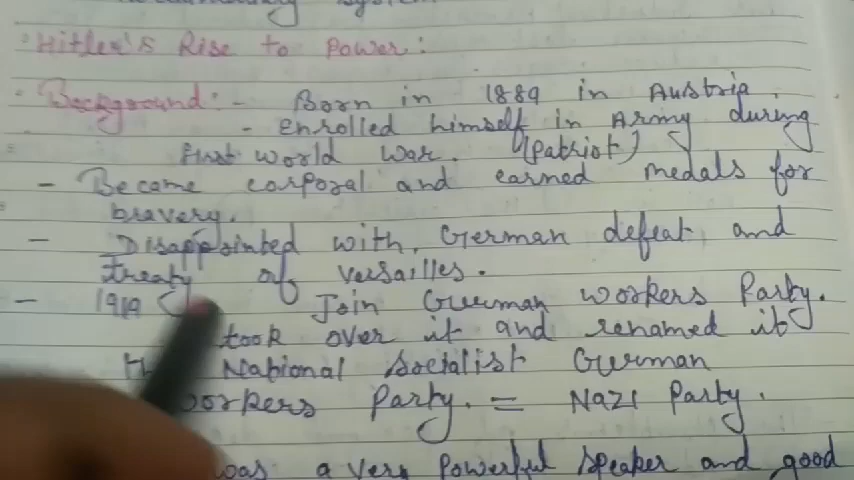 Hitler's Rise to Power:
Background:- Born in 1889 in Austria.
- enrolled himself in Army during
First world war. (Patriot)
- Became corporal and earned medals for
bravery.
- Disappointed with German defeat and
treaty of versailles.
- 1919 Join German workers Party.
took over it and renamed it
National Socialist German
workers Party. = Nazi Party.
was a very Powerful speaker and good